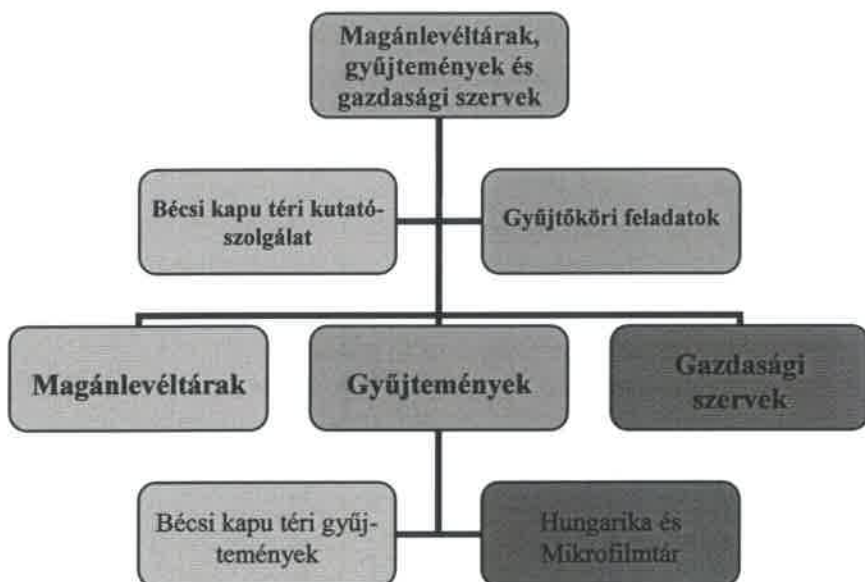 Magánlevéltárak,
gyűjtemények és
gazdasági szervek
Bécsi kapu téri kutató-
szolgálat
Gyűjtőköri feladatok
Magánlevéltárak
Gyűjtemények
Gazdasági
szervek
Bécsi kapu téri gyűj-
temények
Hungarika és
Mikrofilmtár